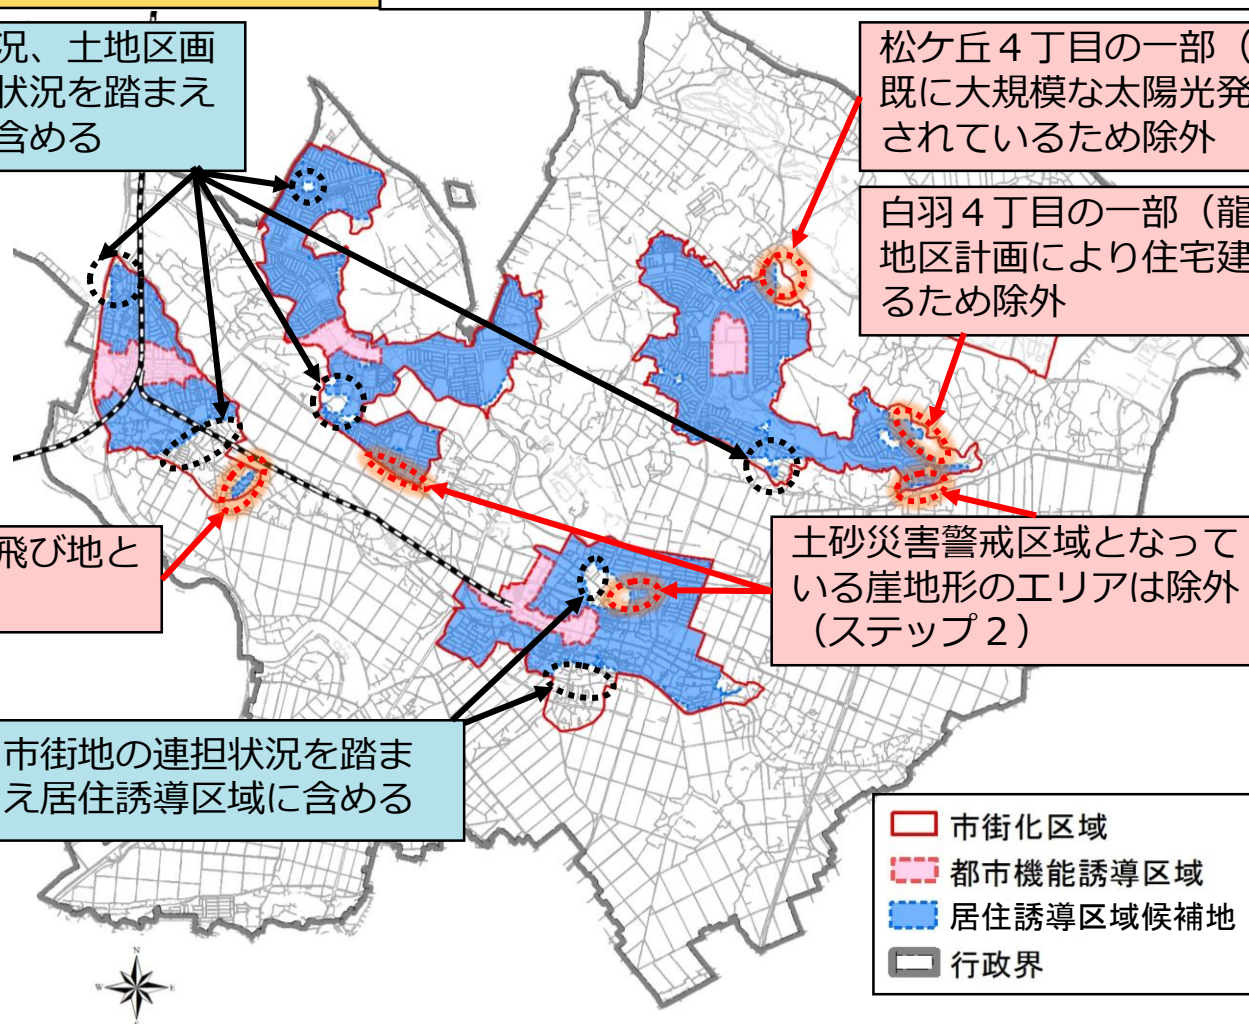 況、土地区画
状況を踏まえ
含める
松ケ丘４丁目の一部（
既に大規模な太陽光発
されているため除外
白羽４丁目の一部（龍
地区計画により住宅建
るため除外
飛び地と
土砂災害警戒区域となって
いる崖地形のエリアは除外
（ステップ２）
市街地の連担状況を踏ま
え居住誘導区域に含める
市街化区域
都市機能誘導区域
居住誘導区域候補地
行政界
N
W
E